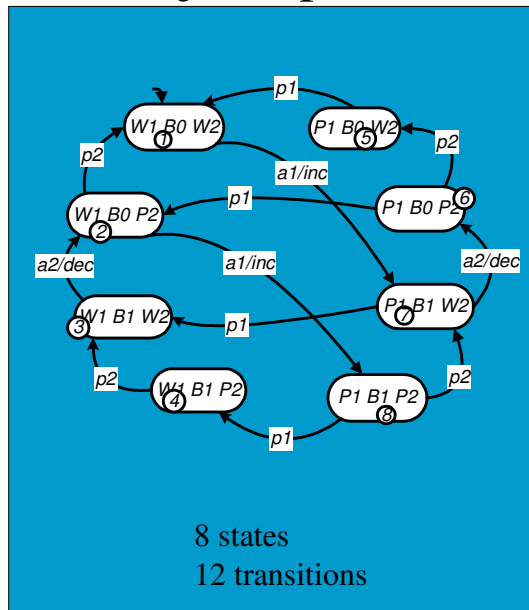 p1
W1 B0 W2
1
P1 B0 W2
5
p2
p2
a1/inc
p1
P1 B0 P2
6
W1 B0 P2
2
a2/dec
a1/inc
a2/dec
W1 B1 W2
3
p1
P1 B1 W2
7
p2
W1 B1 P2
4
P1 B1 P2
8
p2
p1
8 states
12 transitions